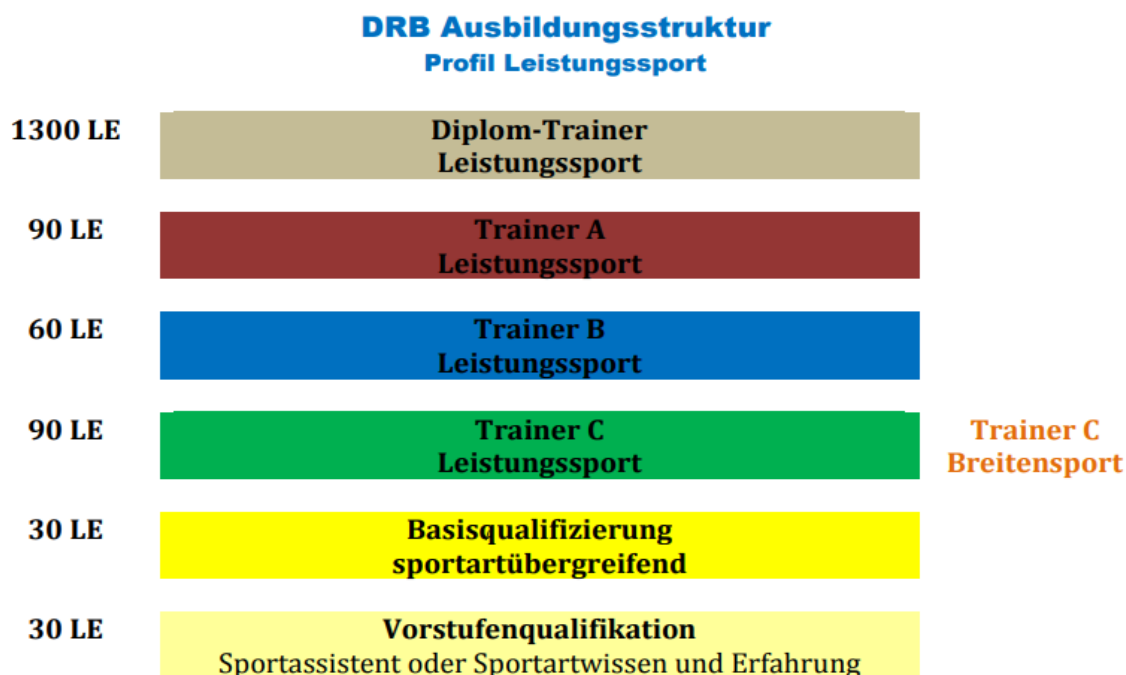 DRB Ausbildungsstruktur
Profil Leistungssport
1300 LE
Diplom-Trainer
Leistungssport
90 LE
Trainer A
Leistungssport
60 LE
Trainer B
Leistungssport
90 LE
Trainer C
Leistungssport
Trainer C
Breitensport
30 LE
Basisqualifizierung
sportartübergreifend
30 LE
Vorstufenqualifikation
Sportassistent oder Sportartwissen und Erfahrung